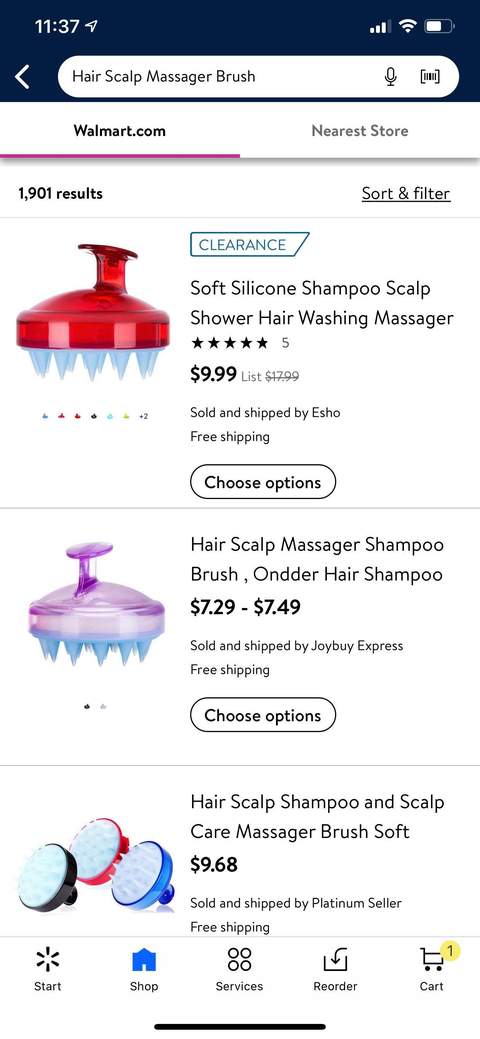 11:37
Hair Scalp Massager Brush
Walmart.com
Nearest Store
1,901 results
Sort & filter
CLEARANCE
Soft Silicone Shampoo Scalp
Shower Hair Washing Massager
5
$9.99 List $17.99
Sold and shipped by Esho
Free shipping
+2
Choose options
Hair Scalp Massager Shampoo
Brush , Ondder Hair Shampoo
$7.29 - $7.49
Sold and shipped by Joybuy Express
Free shipping
Choose options
Hair Scalp Shampoo and Scalp
Care Massager Brush Soft
$9.68
Sold and shipped by Platinum Seller
Free shipping
1
Start
Shop
Services
Reorder
Cart